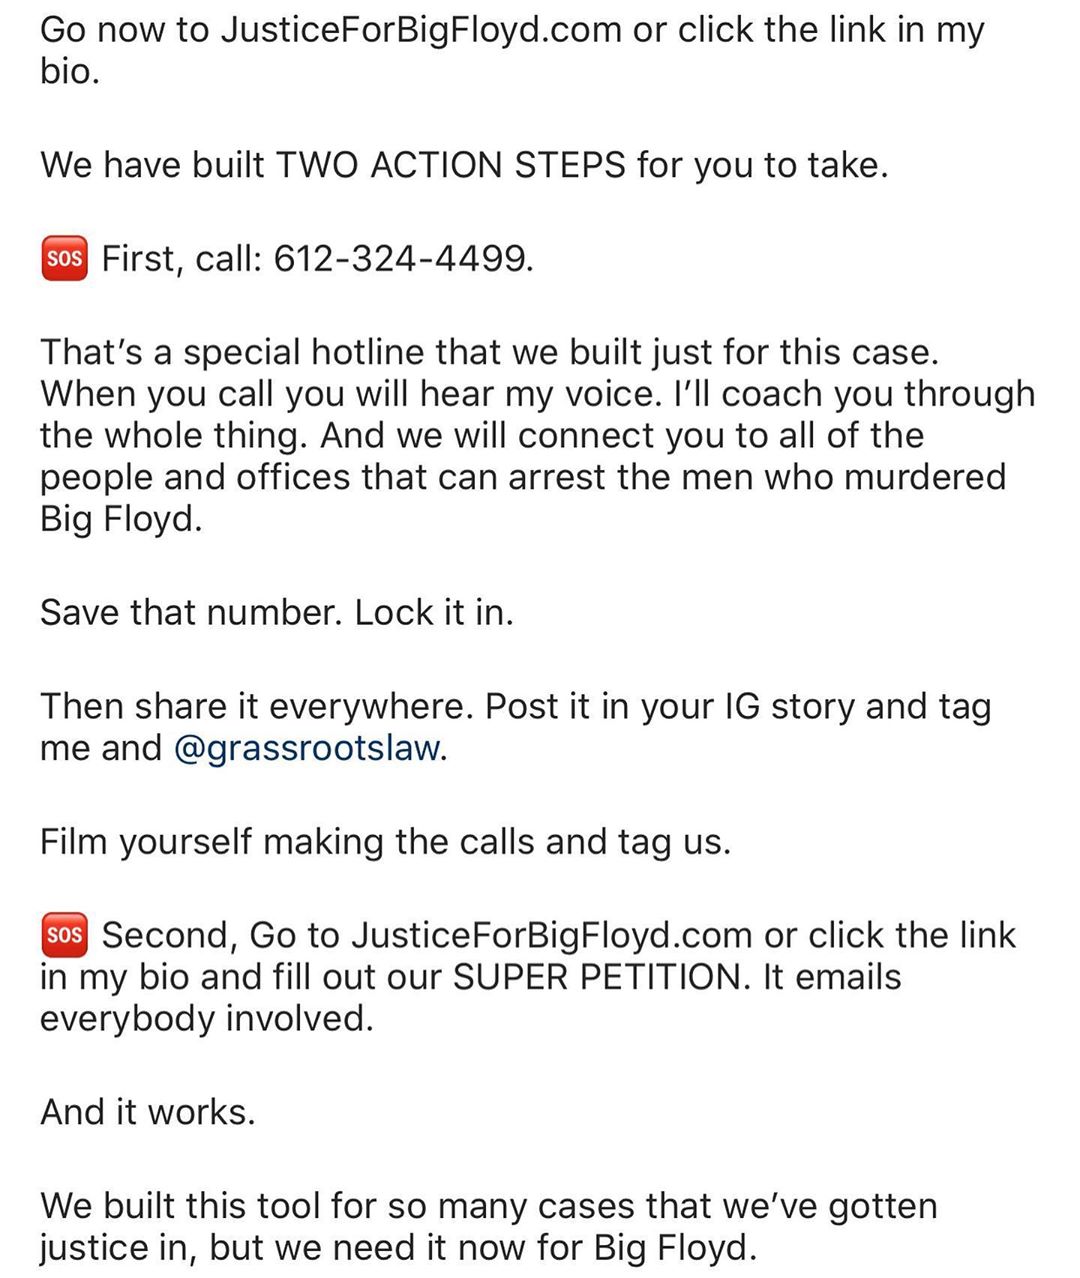 Go now to JusticeForBigFloyd.com or click the link in my
bio.
We have built TWO ACTION STEPS for you to take.
🆘 First, call: 612-324-4499.
That’s a special hotline that we built just for this case.
When you call you will hear my voice. I’ll coach you through
the whole thing. And we will connect you to all of the
people and offices that can arrest the men who murdered
Big Floyd.
Save that number. Lock it in.
Then share it everywhere. Post it in your IG story and tag
me and @grassrootslaw.
Film yourself making the calls and tag us.
🆘 Second, Go to JusticeForBigFloyd.com or click the link
in my bio and fill out our SUPER PETITION. It emails
everybody involved.
And it works.
We built this tool for so many cases that we’ve gotten
justice in, but we need it now for Big Floyd.